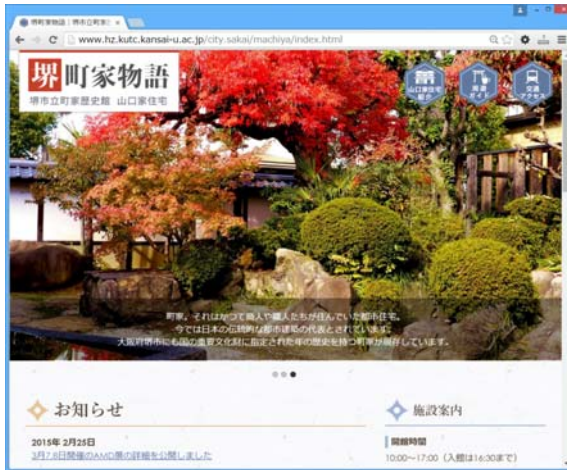 堺町家物語 | 堺市立町家歴
www.hz.kutc.kansai-u.ac.jp/city.sakai/machiya/index.html
堺町家物語
堺市立町家歴史館 山口家住宅
山口家住宅
紹介
周遊
ガイド
交通
アクセス
町家。それはかつて商人や職人たちが住んでいた都市住宅。
今では日本の伝統的な都市建築の代表とされています。
大阪府堺市にも国の重要文化財に指定された年の歴史を持つ町家が現存しています。
お知らせ
施設案内
2015年 2月25日
3月7.8日開催のAMD展の詳細を公開しました
開館時間
10:00～17:00（入館は16:30まで）